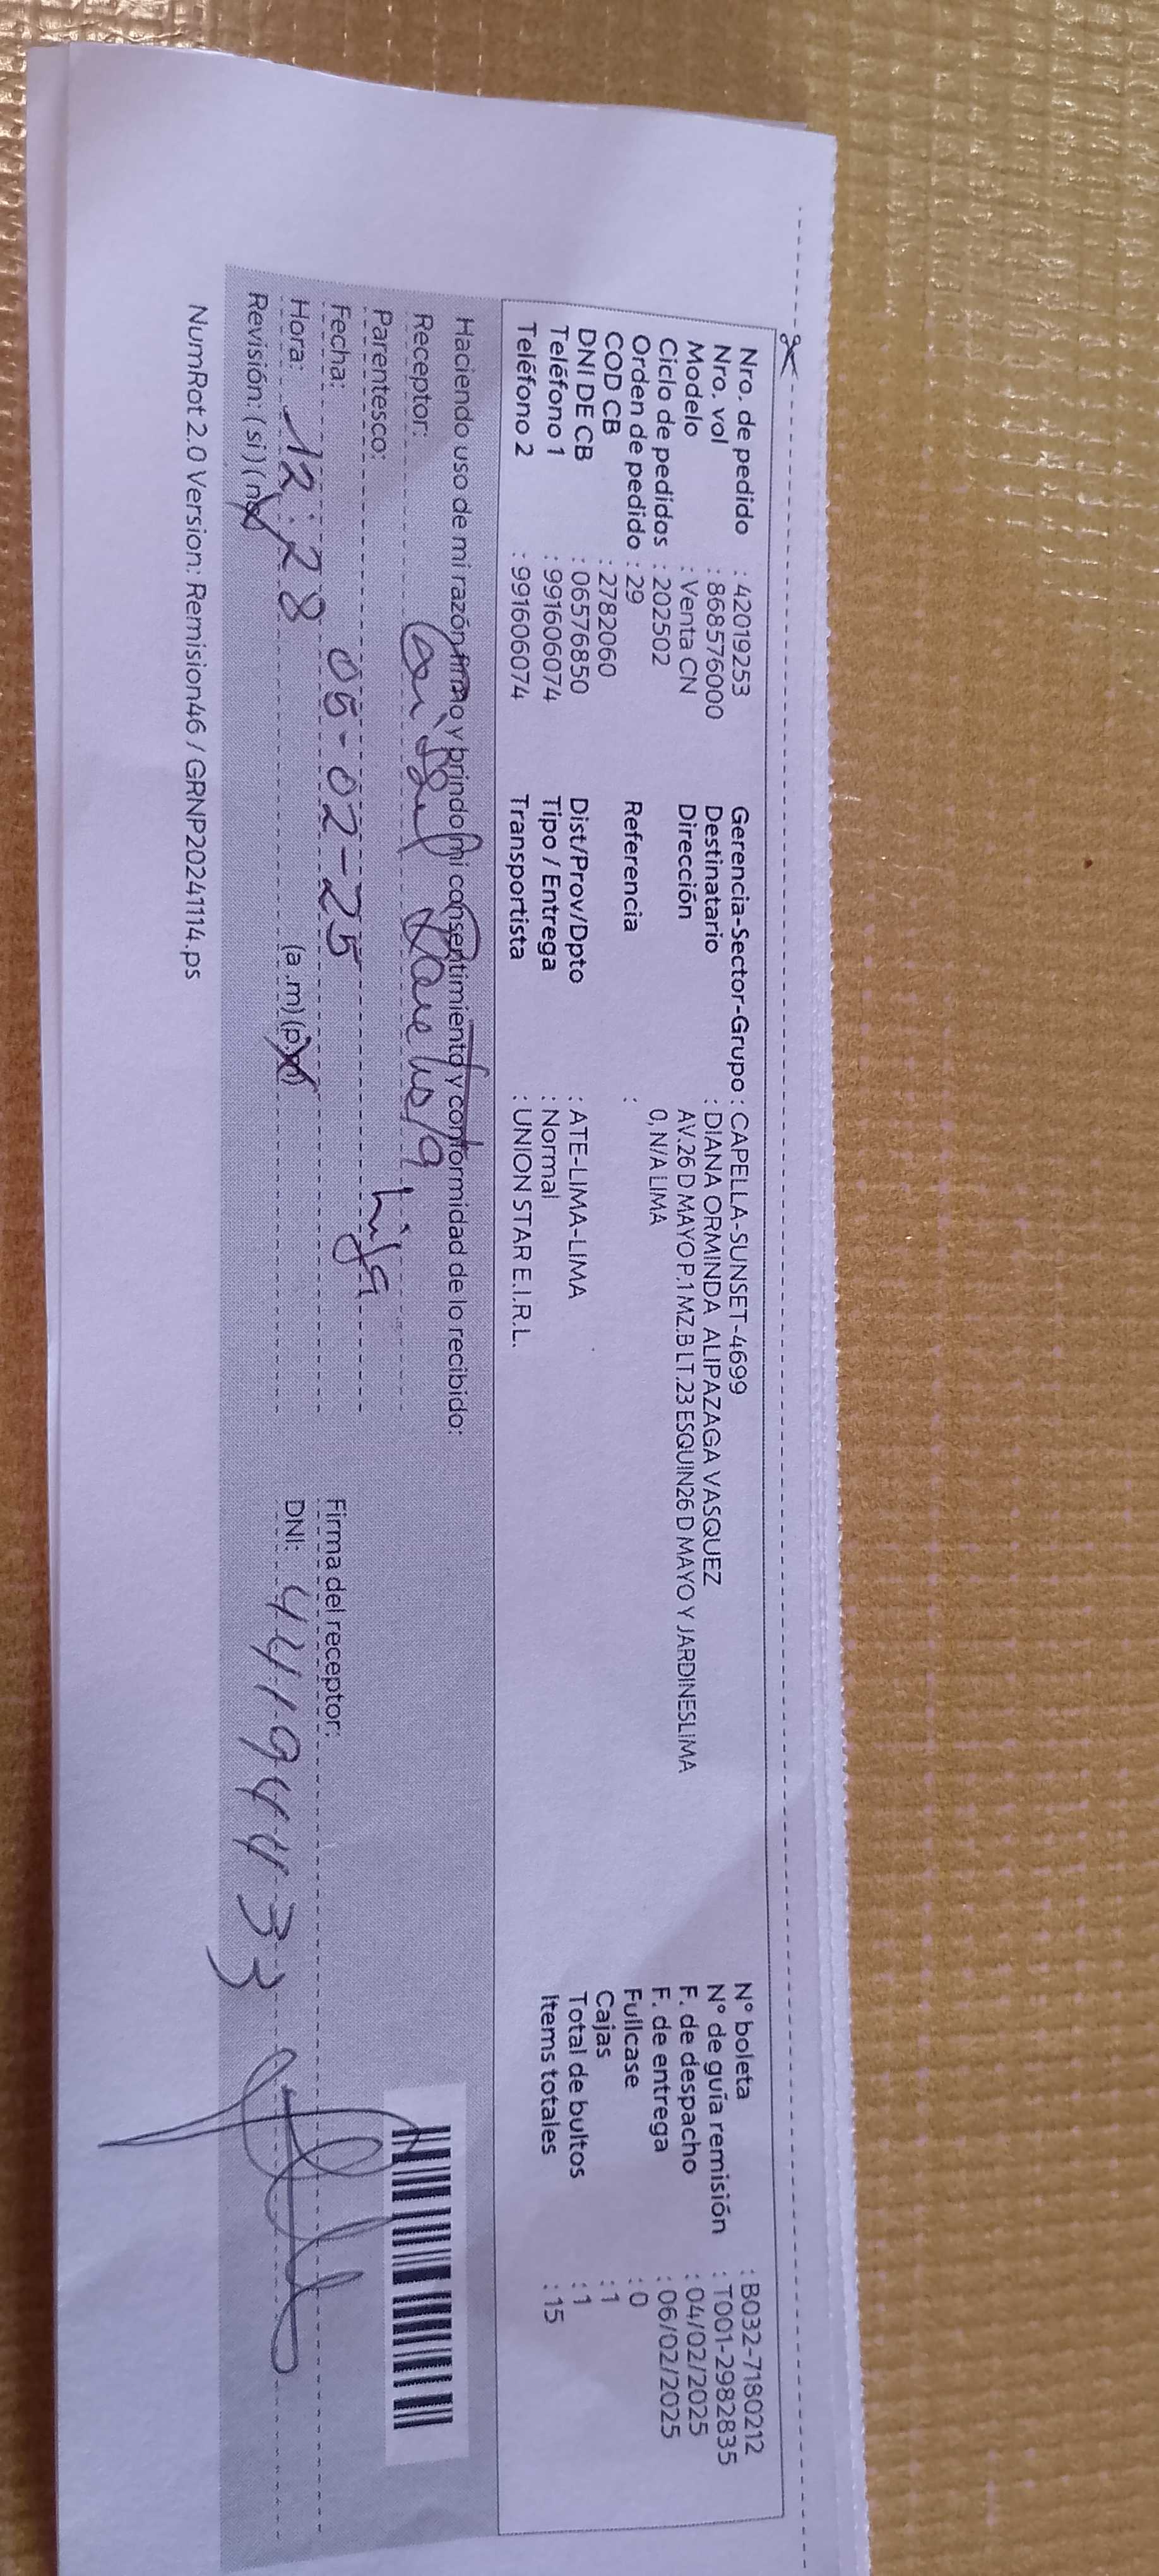 Nro. de pedido : 42019253
Nro. vol : 868576000
Modelo : Venta CN
Ciclo de pedidos : 202502
Orden de pedido : 29
COD CB : 2782060
DNI DE CB : 06576850
Teléfono 1 : 991606074
Teléfono 2 : 991606074
Gerencia-Sector-Grupo : CAPELLA-SUNSET-4699
Destinatario : DIANA ORMINDA ALIPAZAGA VASQUEZ
Dirección AV.26 D MAYO P.1 MZ.B LT.23 ESQUIN26 D MAYO Y JARDINESLIMA
0, N/A LIMA
Referencia :
Dist/Prov/Dpto : ATE-LIMA-LIMA
Tipo / Entrega : Normal
Transportista : UNION STAR E.I.R.L.
N° boleta : B032-7180212
N° de guía remisión : T001-2982835
F. de despacho : 04/02/2025
F. de entrega : 06/02/2025
Fullcase : 0
Cajas : 1
Total de bultos : 1
Items totales : 15
Haciendo uso de mi razón firmo y brindo mi consentimiento y conformidad de lo recibido:
Receptor:
Parentesco: hija
Fecha: 05-02-25
Hora: 12:28 (a.m) (p.m)
Revisión: (si) (no)
Firma del receptor:
DNI: 44194433
NumRot 2.0 Version: Remision46 / GRNP20241114.ps